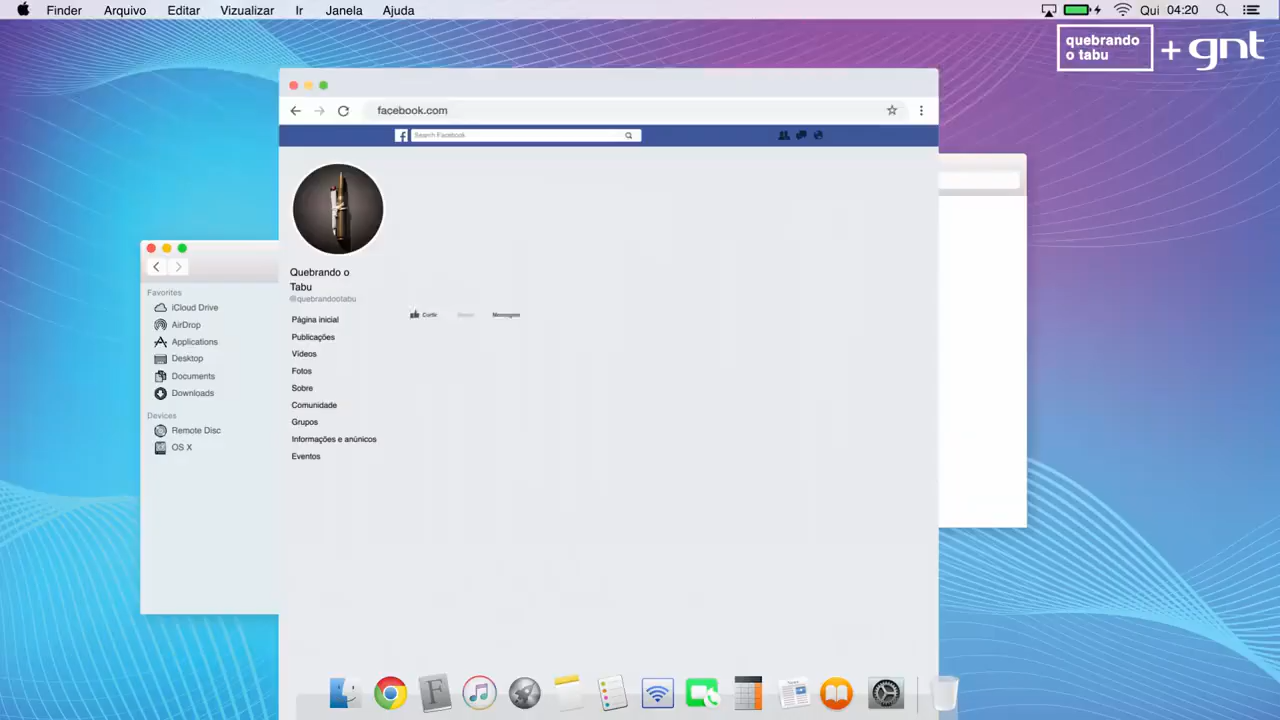 Finder Arquivo Editar Vizualizar Ir Janela Ajuda Qui 04:20
quebrando
o tabu
+ gnt
facebook.com
Search Facebook
Quebrando o
Tabu
@quebrandootabu
Página inicial
Publicações
Vídeos
Fotos
Sobre
Comunidade
Grupos
Informações e anúnicos
Eventos
Curtir
Mensagem
Favorites
iCloud Drive
AirDrop
Applications
Desktop
Documents
Downloads
Devices
Remote Disc
OS X